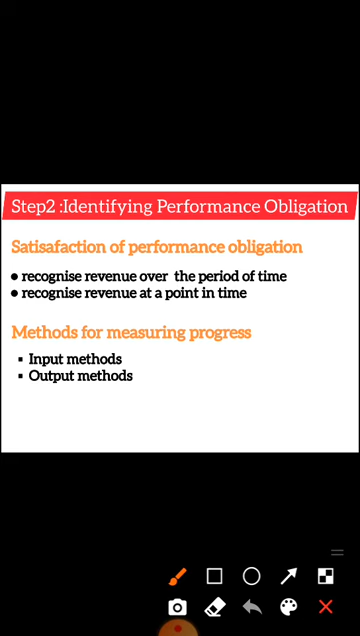 Step2 :Identifying Performance Obligation
Satisafaction of performance obligation
● recognise revenue over the period of time
● recognise revenue at a point in time
Methods for measuring progress
▪ Input methods
▪ Output methods